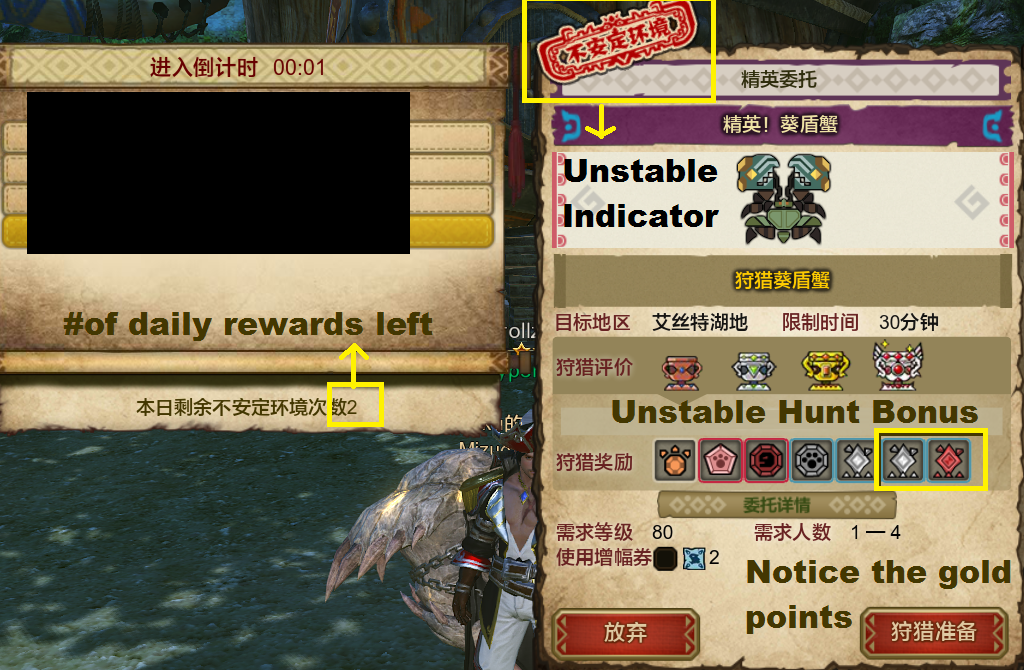 进入倒计时 00:01
#of daily rewards left
本日剩余不安定环境次数2
不安定环境
精英委托
精英！葵盾蟹
Unstable
Indicator
狩猎葵盾蟹
目标地区 艾丝特湖地 限制时间 30分钟
狩猎评价
Unstable Hunt Bonus
狩猎奖励
委托详情
需求等级 80 需求人数 1 — 4
使用增幅券 2
Notice the gold
points
放弃
狩猎准备